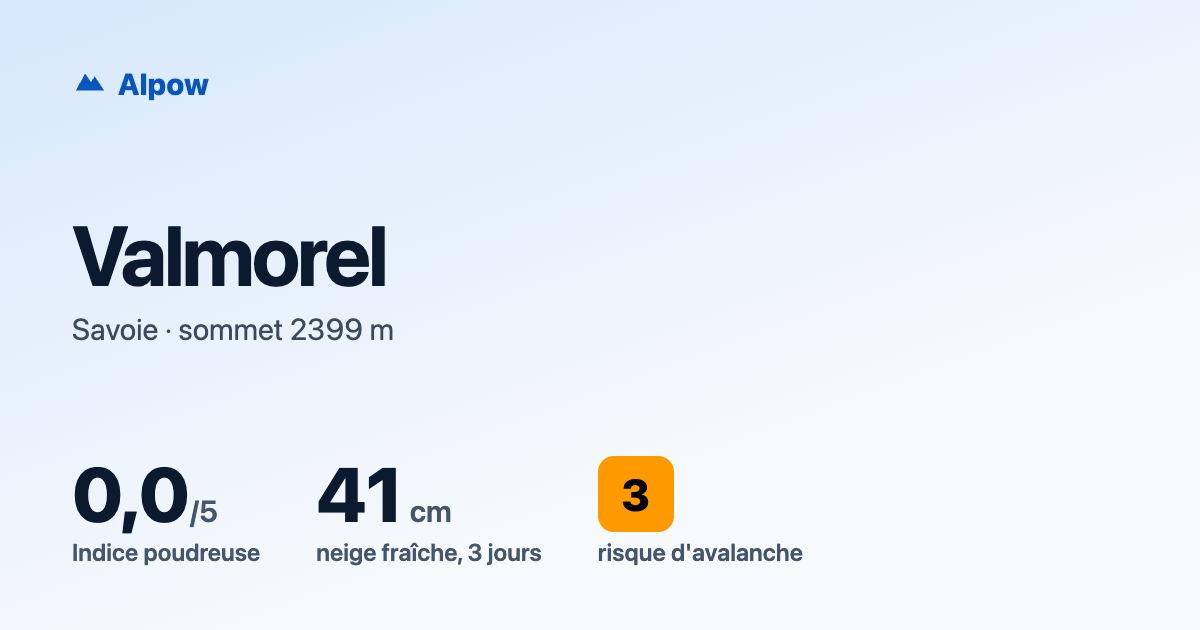 Alpow
Valmorel
Savoie · sommet 2399 m
0,0/5
Indice poudreuse
41 cm
neige fraîche, 3 jours
3
risque d'avalanche